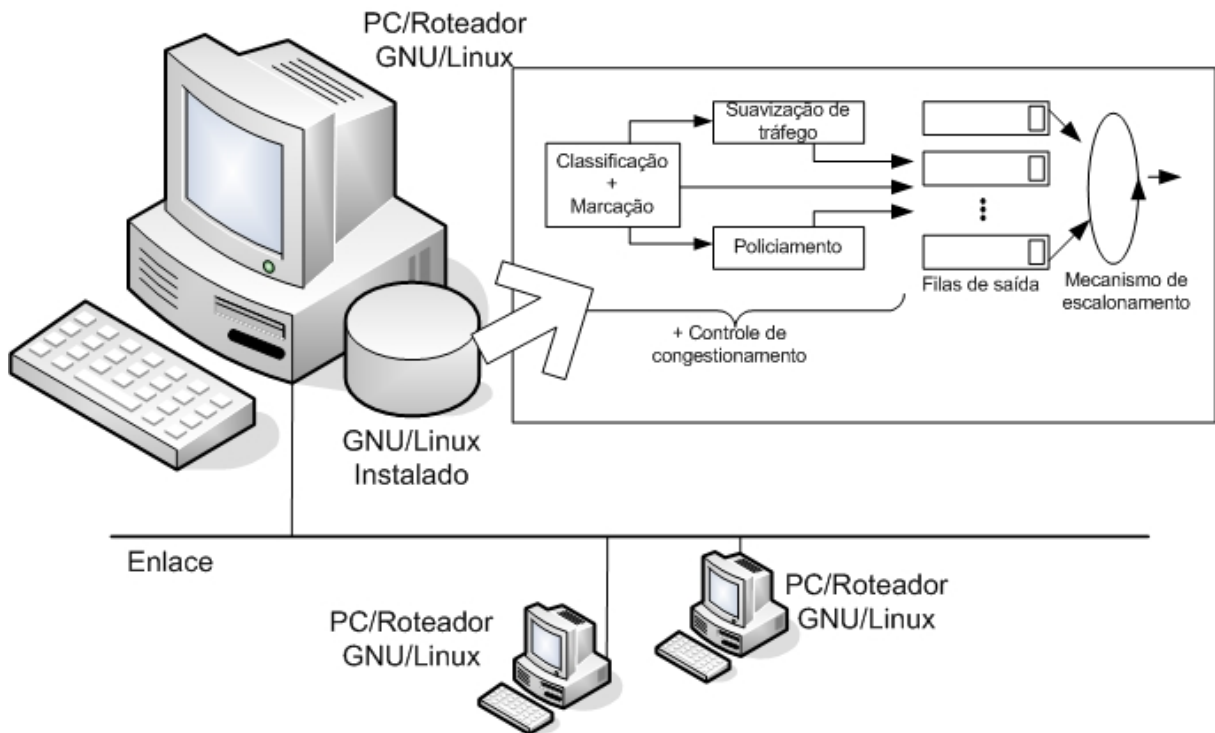 PC/Roteador
GNU/Linux
Suavização de
tráfego
Classificação
+
Marcação
Policiamento
Filas de saída
Mecanismo de
escalonamento
+ Controle de
congestionamento
GNU/Linux
Instalado
Enlace
PC/Roteador
GNU/Linux
PC/Roteador
GNU/Linux